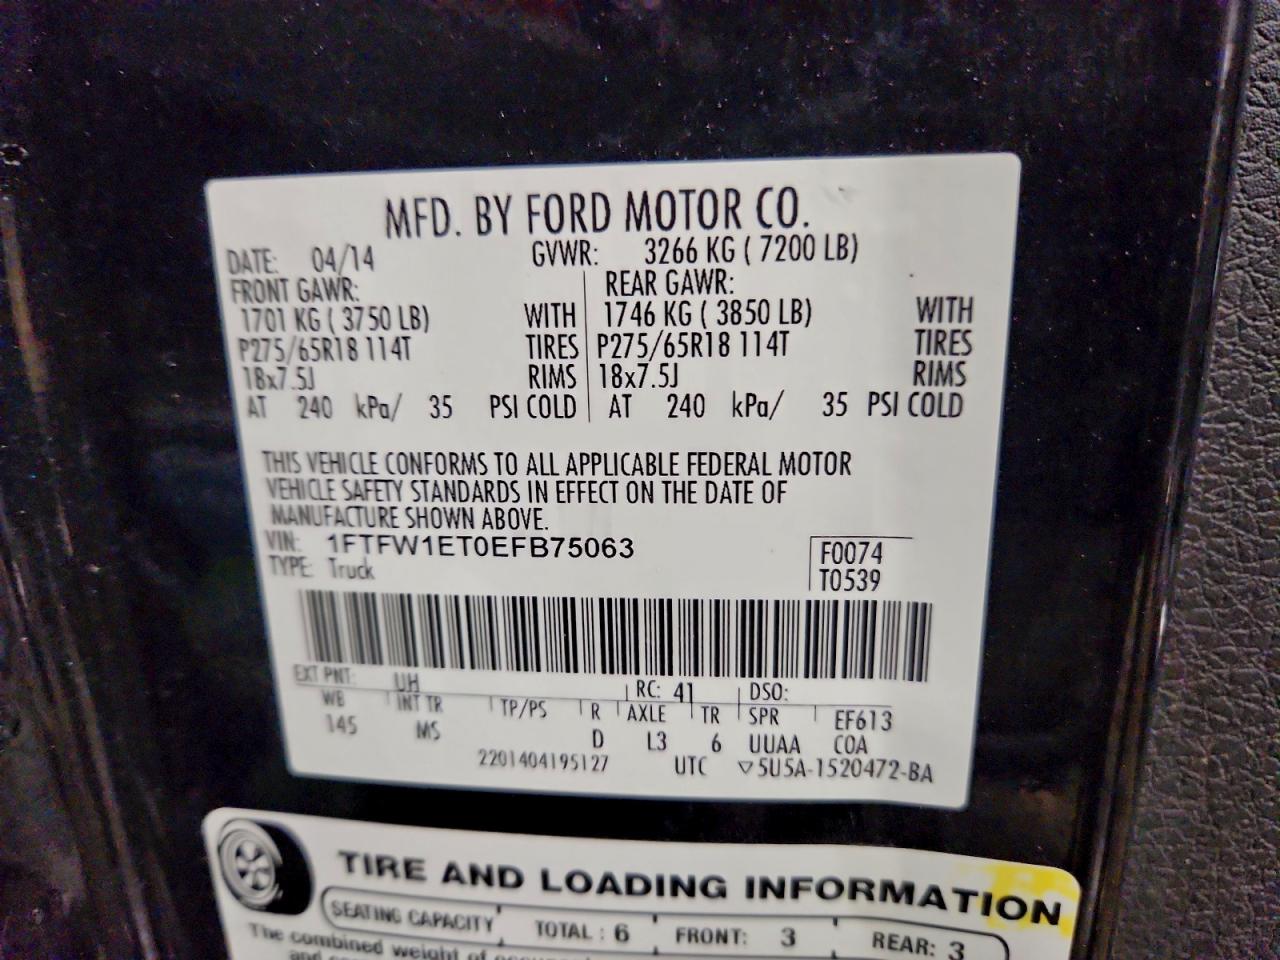 MFD. BY FORD MOTOR CO.
DATE: 04/14 GVWR: 3266 KG ( 7200 LB)
FRONT GAWR: REAR GAWR:
1701 KG ( 3750 LB) WITH 1746 KG ( 3850 LB) WITH
P275/65R18 114T TIRES P275/65R18 114T TIRES
18x7.5J RIMS 18x7.5J RIMS
AT 240 kPa/ 35 PSI COLD AT 240 kPa/ 35 PSI COLD
THIS VEHICLE CONFORMS TO ALL APPLICABLE FEDERAL MOTOR
VEHICLE SAFETY STANDARDS IN EFFECT ON THE DATE OF
MANUFACTURE SHOWN ABOVE.
VIN: 1FTFW1ET0EFB75063 F0074
TYPE: Truck T0539
EXT PNT: UH RC: 41 DSO:
WB INT TR TP/PS R AXLE TR SPR EF613
145 MS D L3 6 UUAA COA
2201404195127 UTC ▽5U5A-1520472-BA
TIRE AND LOADING INFORMATION
SEATING CAPACITY TOTAL : 6 FRONT: 3 REAR: 3
The combined weight of